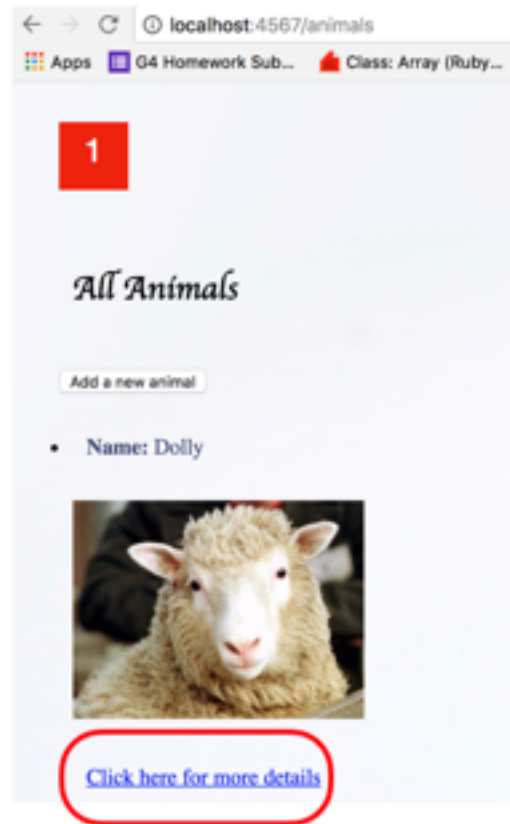 localhost:4567/animals
Apps G4 Homework Sub... Class: Array (Ruby...
1
All Animals
Add a new animal
• Name: Dolly
Click here for more details